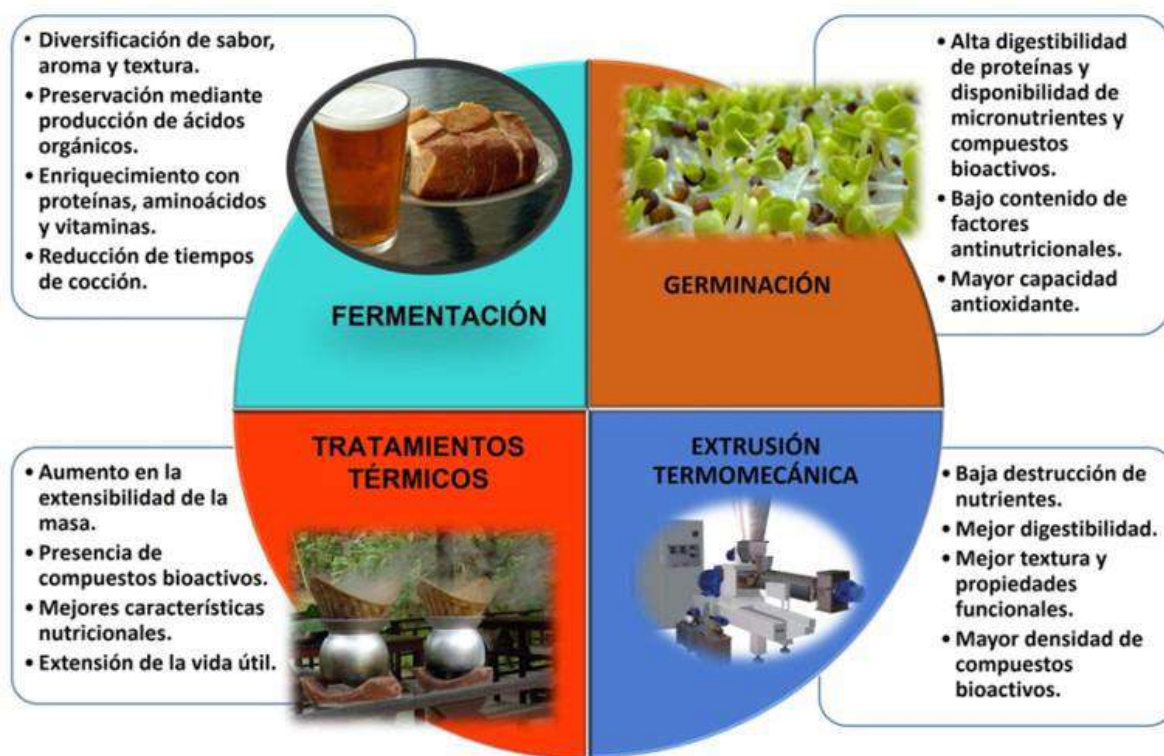 • Diversificación de sabor,
aroma y textura.
• Preservación mediante
producción de ácidos
orgánicos.
• Enriquecimiento con
proteínas, aminoácidos
y vitaminas.
• Reducción de tiempos
de cocción.
FERMENTACIÓN
GERMINACIÓN
• Alta digestibilidad
de proteínas y
disponibilidad de
micronutrientes y
compuestos
bioactivos.
• Bajo contenido de
factores
antinutricionales.
• Mayor capacidad
antioxidante.
• Aumento en la
extensibilidad de la
masa.
• Presencia de
compuestos bioactivos.
• Mejores características
nutricionales.
• Extensión de la vida útil.
TRATAMIENTOS
TÉRMICOS
EXTRUSIÓN
TERMOMECÁNICA
• Baja destrucción de
nutrientes.
• Mejor digestibilidad.
• Mejor textura y
propiedades
funcionales.
• Mayor densidad de
compuestos
bioactivos.